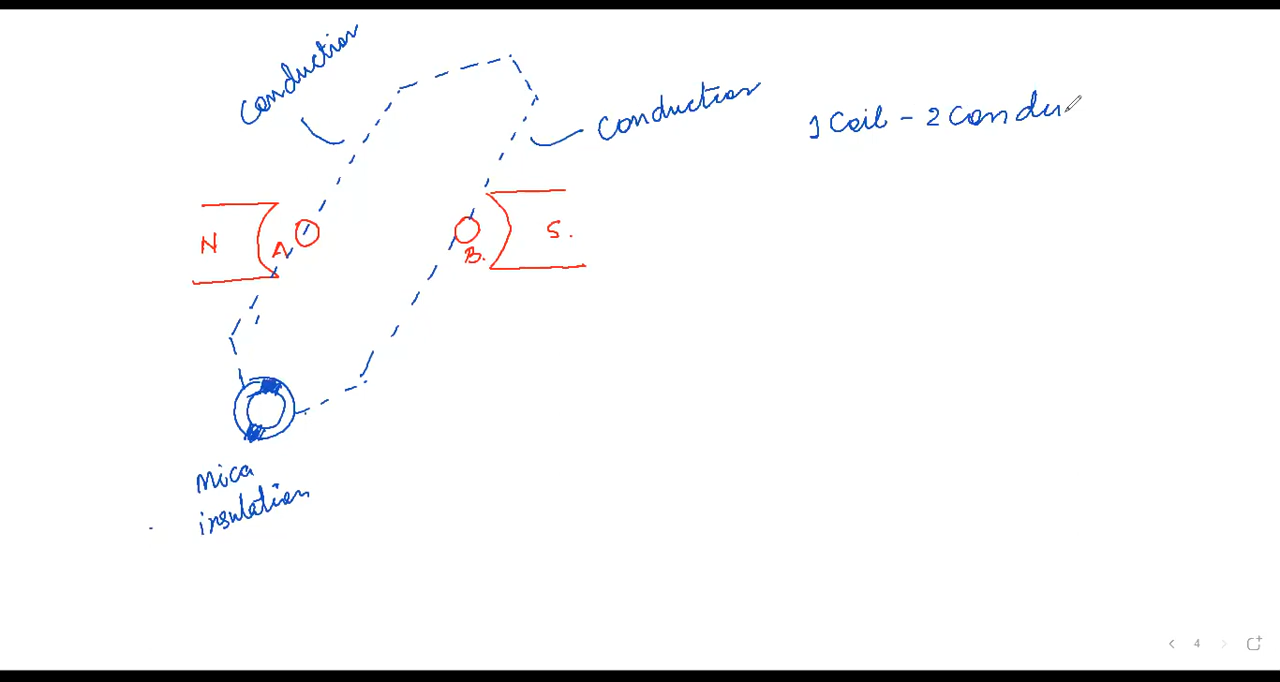 conduction
conduction
1 Coil - 2 Condu
N
A
B.
S.
mica
insulation
4